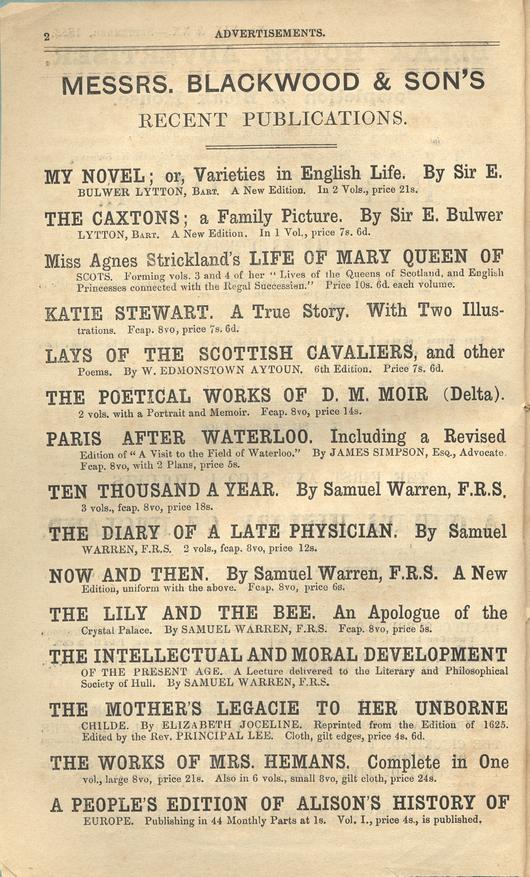 2 ADVERTISEMENTS.
MESSRS. BLACKWOOD & SON'S
RECENT PUBLICATIONS.
MY NOVEL; or, Varieties in English Life. By Sir E.
BULWER LYTTON, BART. A New Edition. In 2 Vols., price 21s.
THE CAXTONS; a Family Picture. By Sir E. Bulwer
LYTTON, BART. A New Edition. In 1 Vol., price 7s. 6d.
Miss Agnes Strickland's LIFE OF MARY QUEEN OF
SCOTS. Forming vols. 3 and 4 of her "Lives of the Queens of Scotland, and English
Princesses connected with the Regal Succession." Price 10s. 6d. each volume.
KATIE STEWART. A True Story. With Two Illus-
trations. Fcap. 8vo, price 7s. 6d.
LAYS OF THE SCOTTISH CAVALIERS, and other
Poems. By W. EDMONSTOWN AYTOUN. 6th Edition. Price 7s. 6d.
THE POETICAL WORKS OF D. M. MOIR (Delta).
2 vols. with a Portrait and Memoir. Fcap. 8vo, price 14s.
PARIS AFTER WATERLOO. Including a Revised
Edition of "A Visit to the Field of Waterloo." By JAMES SIMPSON, ESQ., Advocate.
Fcap. 8vo, with 2 Plans, price 5s.
TEN THOUSAND A YEAR. By Samuel Warren, F.R.S.
3 vols., fcap. 8vo, price 18s.
THE DIARY OF A LATE PHYSICIAN. By Samuel
WARREN, F.R.S. 2 vols., fcap. 8vo, price 12s.
NOW AND THEN. By Samuel Warren, F.R.S. A New
Edition, uniform with the above. Fcap. 8vo, price 6s.
THE LILY AND THE BEE. An Apologue of the
Crystal Palace. By SAMUEL WARREN, F.R.S. Fcap. 8vo, price 5s.
THE INTELLECTUAL AND MORAL DEVELOPMENT
OF THE PRESENT AGE. A Lecture delivered to the Literary and Philosophical
Society of Hull. By SAMUEL WARREN, F.R.S.
THE MOTHER'S LEGACIE TO HER UNBORNE
CHILDE. By ELIZABETH JOCELINE. Reprinted from the Edition of 1625.
Edited by the Rev. PRINCIPAL LEE. Cloth, gilt edges, price 4s. 6d.
THE WORKS OF MRS. HEMANS. Complete in One
vol., large 8vo, price 21s. Also in 6 vols., small 8vo, gilt cloth, price 24s.
A PEOPLE'S EDITION OF ALISON'S HISTORY OF
EUROPE. Publishing in 44 Monthly Parts at 1s. Vol. I., price 4s., is published.